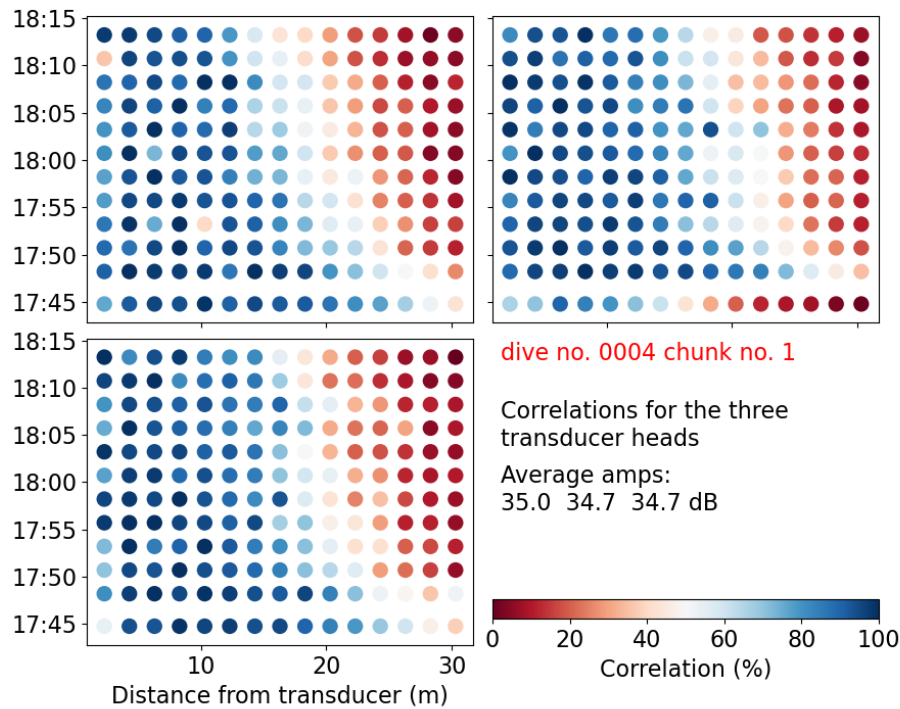 18:15
18:10
18:05
18:00
17:55
17:50
17:45
18:15
18:10
18:05
18:00
17:55
17:50
17:45
10 20 30
Distance from transducer (m)
dive no. 0004 chunk no. 1
Correlations for the three
transducer heads
Average amps:
35.0 34.7 34.7 dB
0 20 40 60 80 100
Correlation (%)